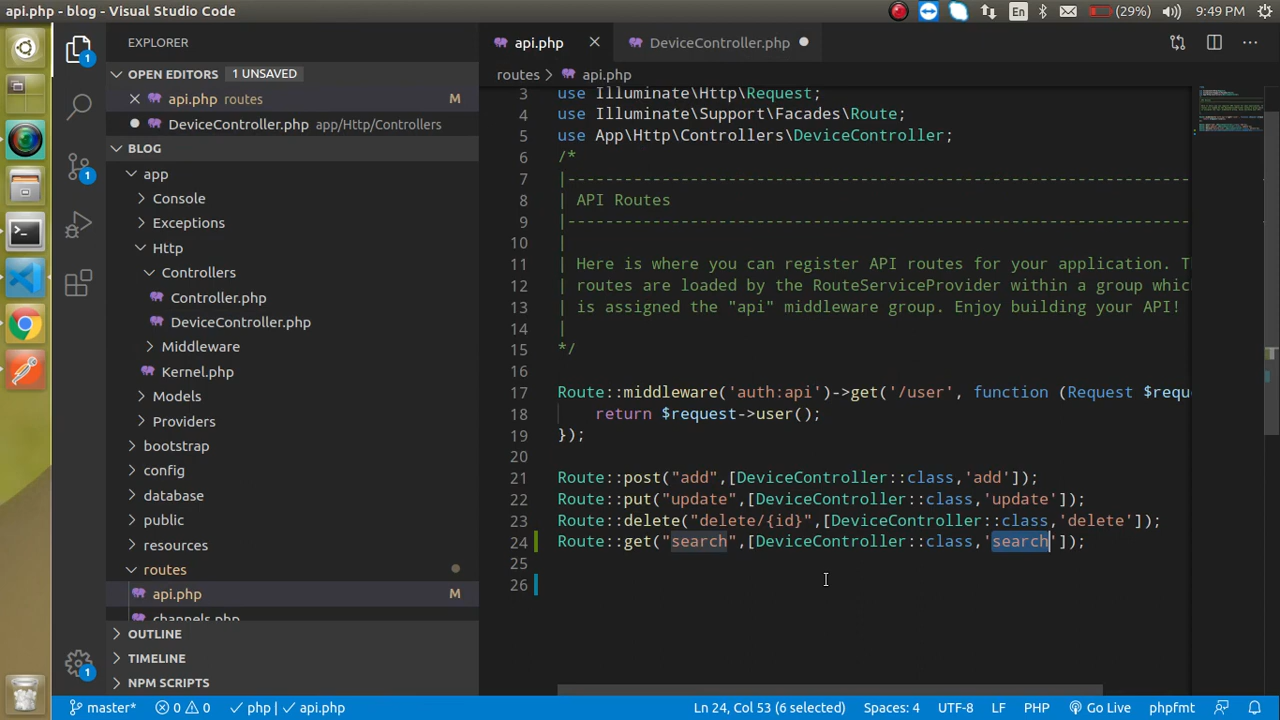 api.php - blog - Visual Studio Code
En
(29%)
9:49 PM
EXPLORER
OPEN EDITORS 1 UNSAVED
api.php routes M
DeviceController.php app/Http/Controllers
BLOG
app
Console
Exceptions
Http
Controllers
Controller.php
DeviceController.php
Middleware
Kernel.php
Models
Providers
bootstrap
config
database
public
resources
routes
api.php M
channels.php
OUTLINE
TIMELINE
NPM SCRIPTS
1
1
1
api.php
DeviceController.php
routes > api.php
3 use Illuminate\Http\Request;
4 use Illuminate\Support\Facades\Route;
5 use App\Http\Controllers\DeviceController;
6 /*
7 |--------------------------------------------------------------------------
8 | API Routes
9 |--------------------------------------------------------------------------
10 |
11 | Here is where you can register API routes for your application. T
12 | routes are loaded by the RouteServiceProvider within a group whic
13 | is assigned the "api" middleware group. Enjoy building your API!
14 |
15 */
16
17 Route::middleware('auth:api')->get('/user', function (Request $requ
18 return $request->user();
19 });
20
21 Route::post("add",[DeviceController::class,'add']);
22 Route::put("update",[DeviceController::class,'update']);
23 Route::delete("delete/{id}",[DeviceController::class,'delete']);
24 Route::get("search",[DeviceController::class,'search']);
25
26
master* 0 0 php | api.php Ln 24, Col 53 (6 selected) Spaces: 4 UTF-8 LF PHP Go Live phpfmt